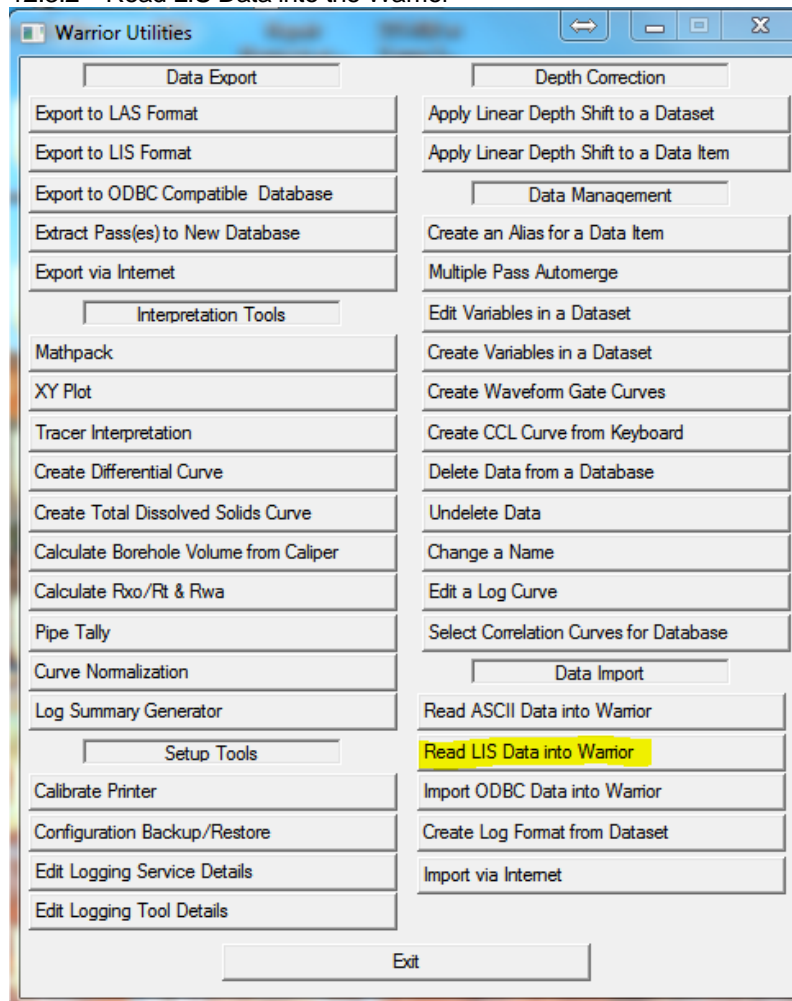 12.8.2 Read LIS Data into the Warrior
Warrior Utilities
Data Export
Export to LAS Format
Export to LIS Format
Export to ODBC Compatible Database
Extract Pass(es) to New Database
Export via Internet
Interpretation Tools
Mathpack
XY Plot
Tracer Interpretation
Create Differential Curve
Create Total Dissolved Solids Curve
Calculate Borehole Volume from Caliper
Calculate Rxo/Rt & Rwa
Pipe Tally
Curve Normalization
Log Summary Generator
Setup Tools
Calibrate Printer
Configuration Backup/Restore
Edit Logging Service Details
Edit Logging Tool Details
Depth Correction
Apply Linear Depth Shift to a Dataset
Apply Linear Depth Shift to a Data Item
Data Management
Create an Alias for a Data Item
Multiple Pass Automerge
Edit Variables in a Dataset
Create Variables in a Dataset
Create Waveform Gate Curves
Create CCL Curve from Keyboard
Delete Data from a Database
Undelete Data
Change a Name
Edit a Log Curve
Select Correlation Curves for Database
Data Import
Read ASCII Data into Warrior
Read LIS Data into Warrior
Import ODBC Data into Warrior
Create Log Format from Dataset
Import via Internet
Exit